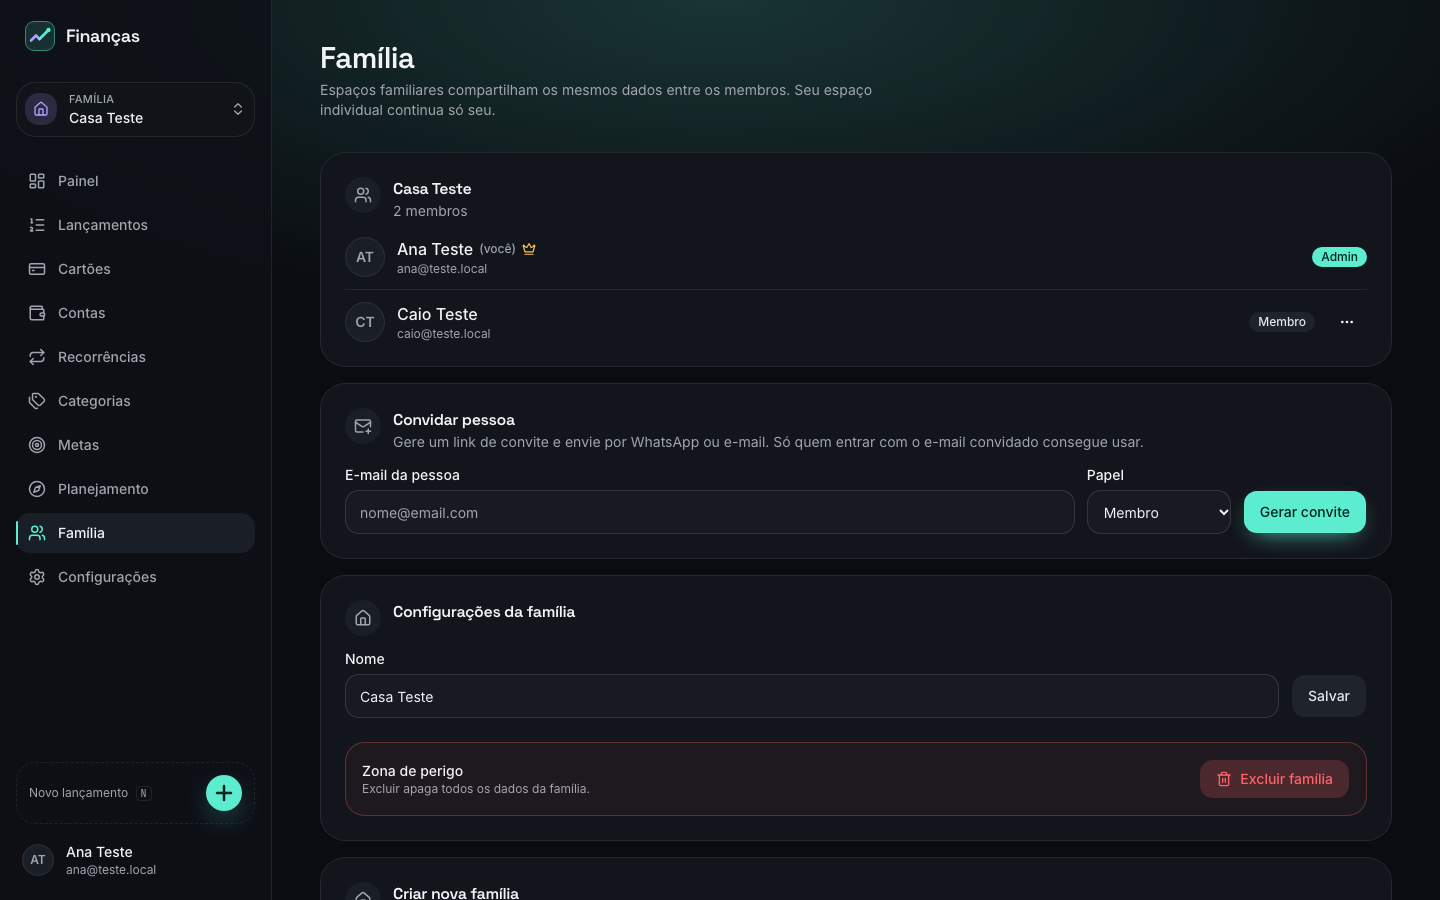 Finanças
FAMÍLIA
Casa Teste
Painel
Lançamentos
Cartões
Contas
Recorrências
Categorias
Metas
Planejamento
Família
Configurações
Novo lançamento N
AT
Ana Teste
ana@teste.local
Família
Espaços familiares compartilham os mesmos dados entre os membros. Seu espaço
individual continua só seu.
Casa Teste
2 membros
AT
Ana Teste (você)
ana@teste.local
Admin
CT
Caio Teste
caio@teste.local
Membro
Convidar pessoa
Gere um link de convite e envie por WhatsApp ou e-mail. Só quem entrar com o e-mail convidado consegue usar.
E-mail da pessoa
nome@email.com
Papel
Membro
Gerar convite
Configurações da família
Nome
Casa Teste
Salvar
Zona de perigo
Excluir apaga todos os dados da família.
Excluir família
Criar nova família